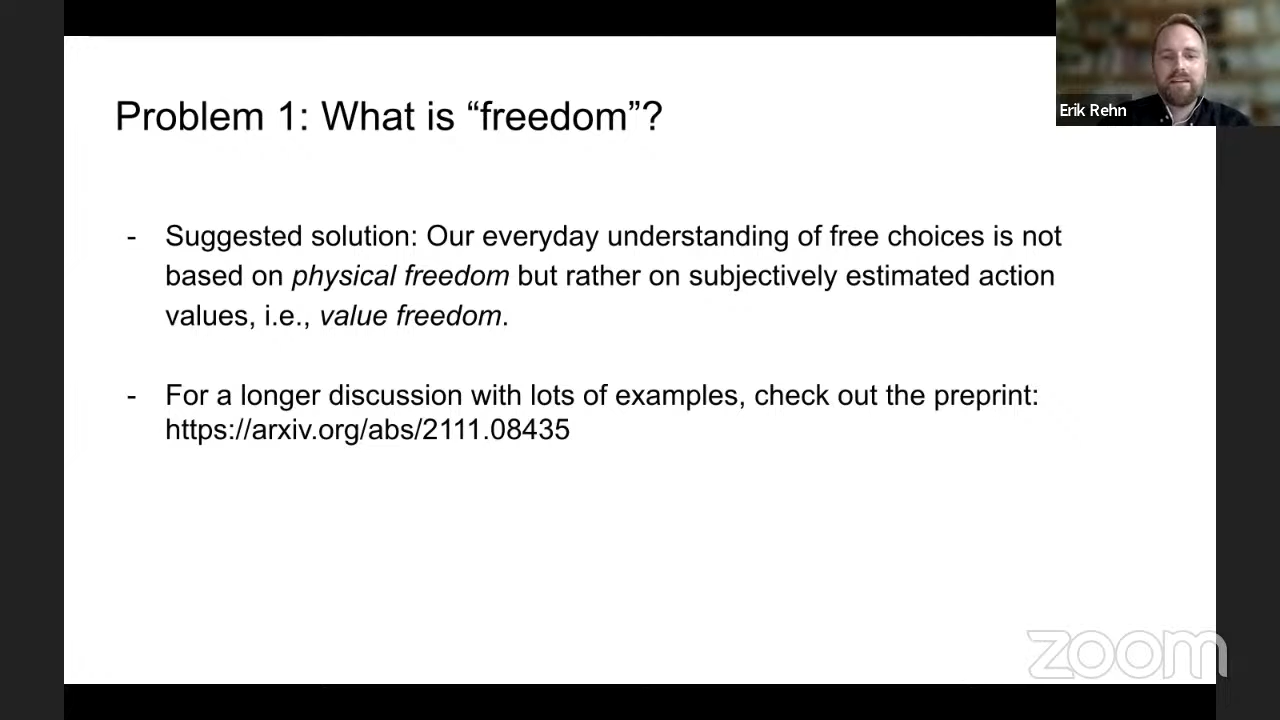 Erik Rehn
Problem 1: What is “freedom”?
- Suggested solution: Our everyday understanding of free choices is not
based on physical freedom but rather on subjectively estimated action
values, i.e., value freedom.
- For a longer discussion with lots of examples, check out the preprint:
https://arxiv.org/abs/2111.08435
zoom